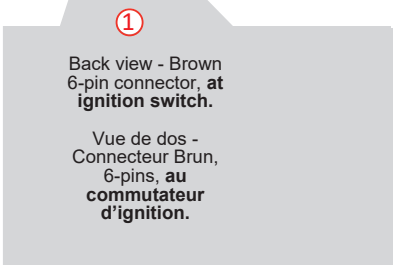 ①
Back view - Brown
6-pin connector, at
ignition switch.
Vue de dos -
Connecteur Brun,
6-pins, au
commutateur
d'ignition.